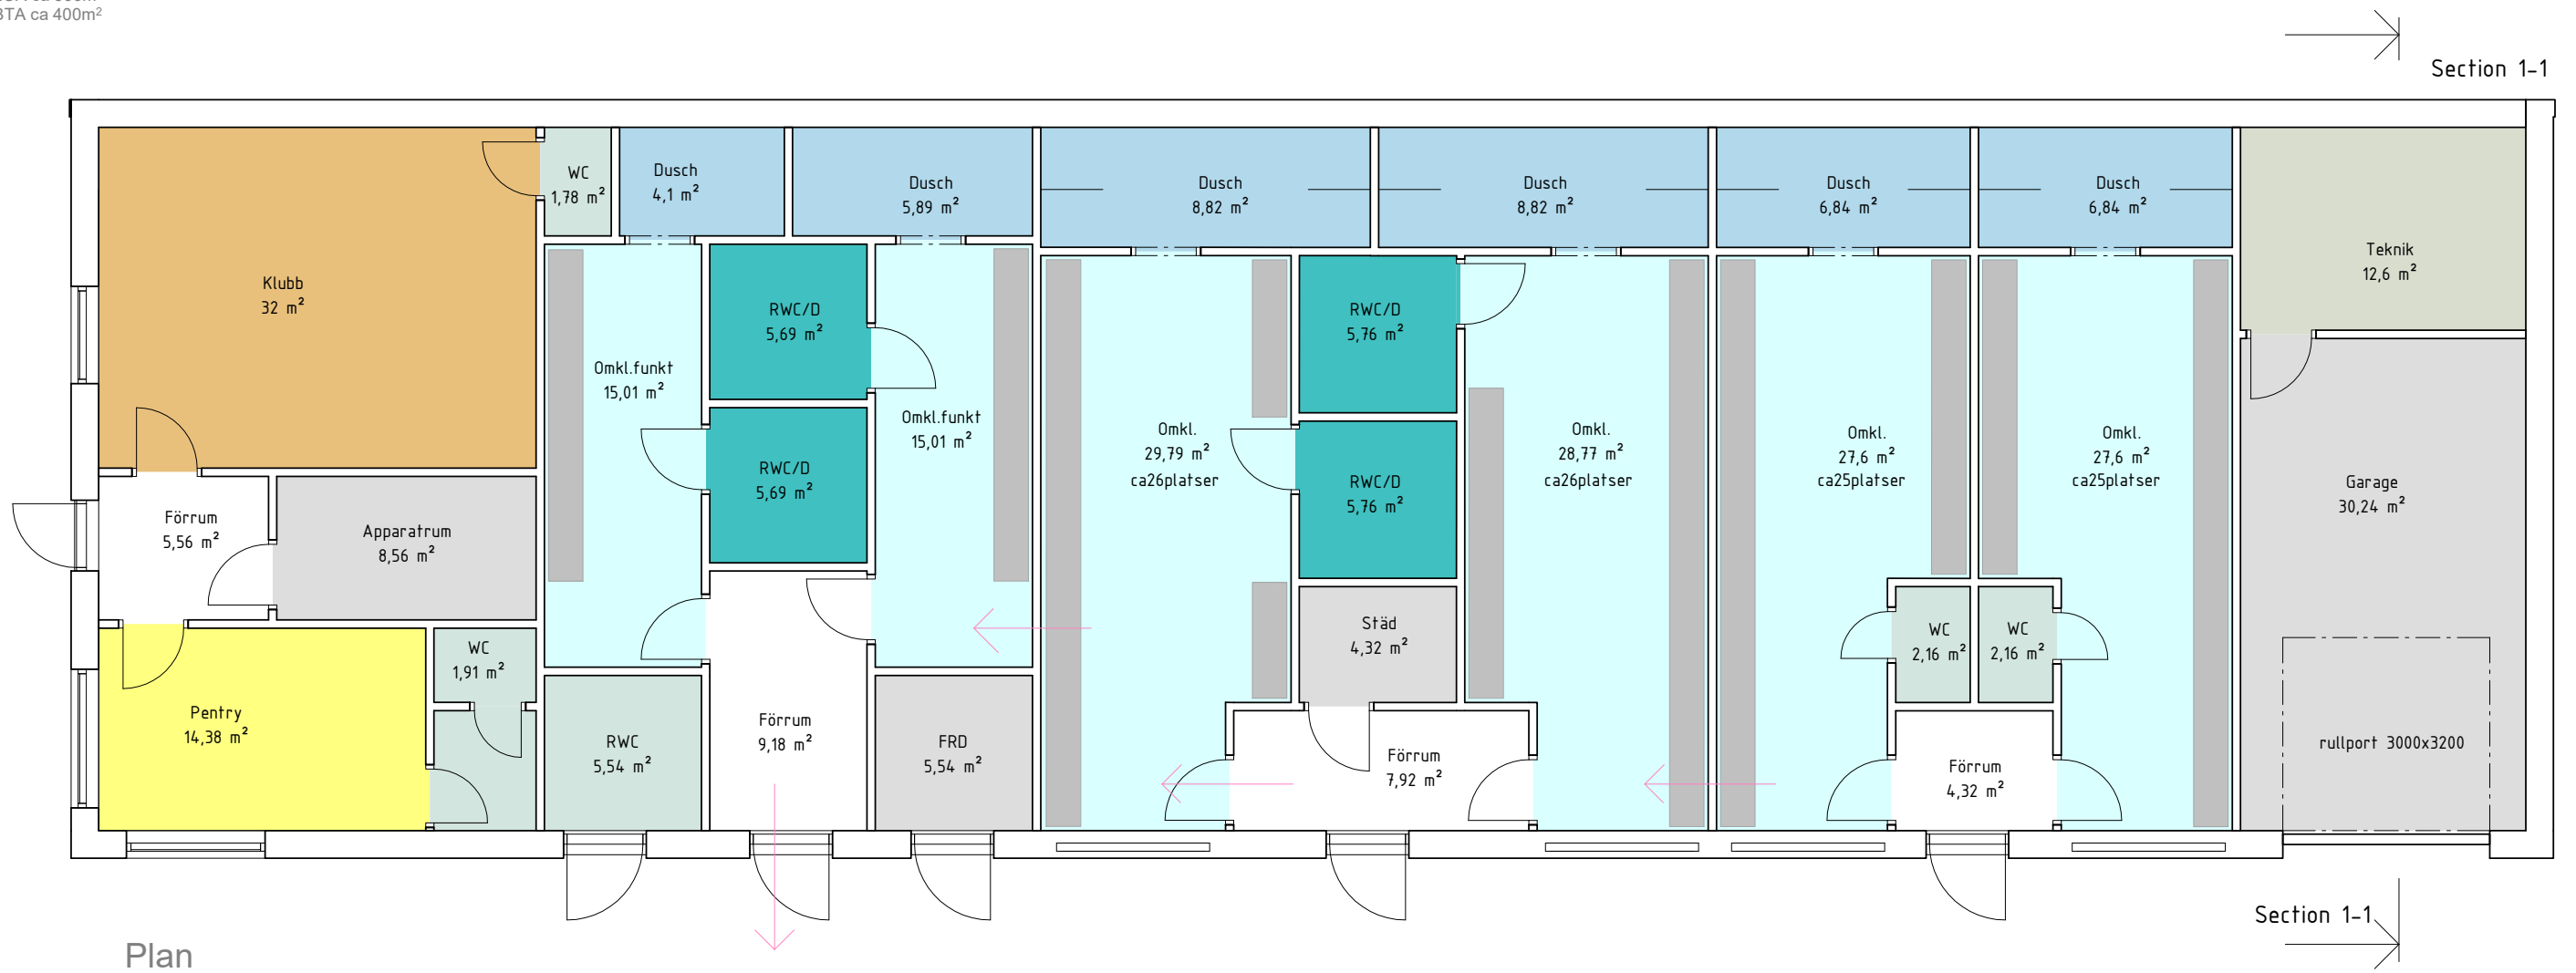 BTA ca 400m²
Section 1-1
WC
1,78 m²
Dusch
4,1 m²
Dusch
5,89 m²
Dusch
8,82 m²
Dusch
8,82 m²
Dusch
6,84 m²
Dusch
6,84 m²
Teknik
12,6 m²
Klubb
32 m²
RWC/D
5,69 m²
RWC/D
5,76 m²
Omkl.funkt
15,01 m²
Omkl.funkt
15,01 m²
RWC/D
5,69 m²
Omkl.
29,79 m²
ca26platser
RWC/D
5,76 m²
Omkl.
28,77 m²
ca26platser
Omkl.
27,6 m²
ca25platser
Omkl.
27,6 m²
ca25platser
Garage
30,24 m²
Förrum
5,56 m²
Apparatrum
8,56 m²
WC
1,91 m²
Städ
4,32 m²
WC
2,16 m²
WC
2,16 m²
Pentry
14,38 m²
RWC
5,54 m²
Förrum
9,18 m²
FRD
5,54 m²
Förrum
7,92 m²
Förrum
4,32 m²
rullport 3000x3200
Section 1-1
Plan